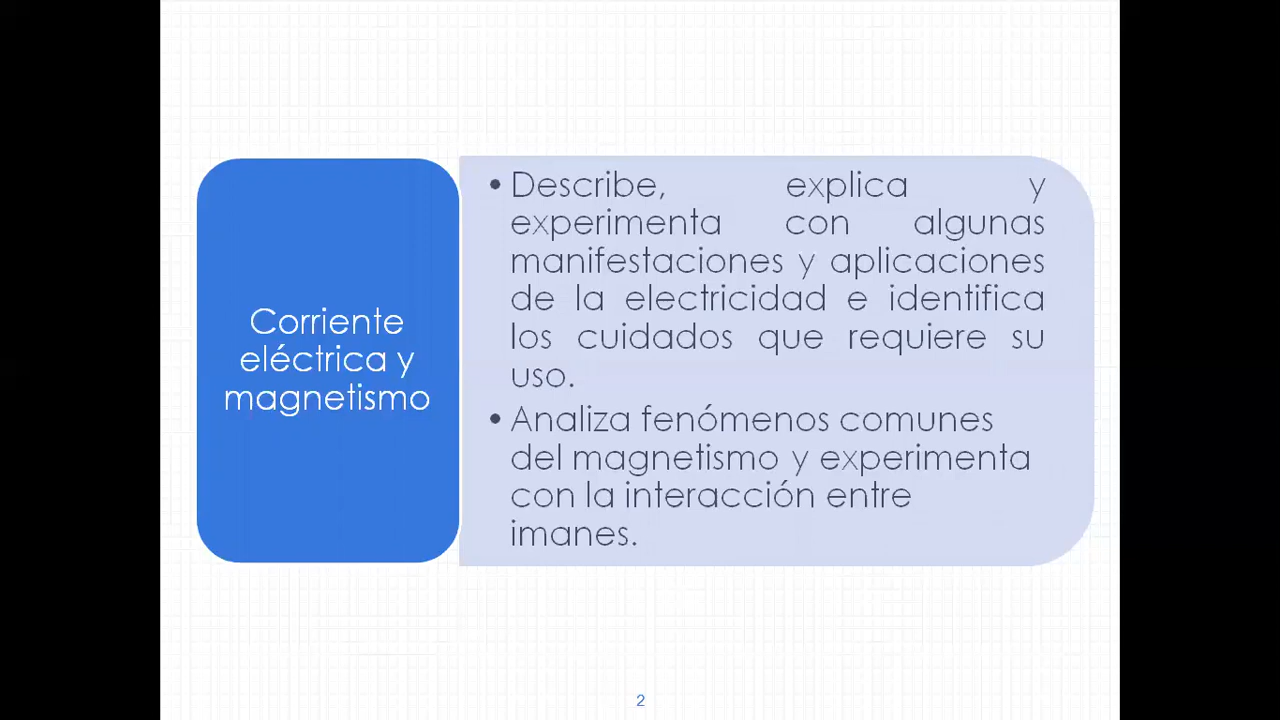 Corriente
eléctrica y
magnetismo
• Describe, explica y
experimenta con algunas
manifestaciones y aplicaciones
de la electricidad e identifica
los cuidados que requiere su
uso.
• Analiza fenómenos comunes
del magnetismo y experimenta
con la interacción entre
imanes.
2